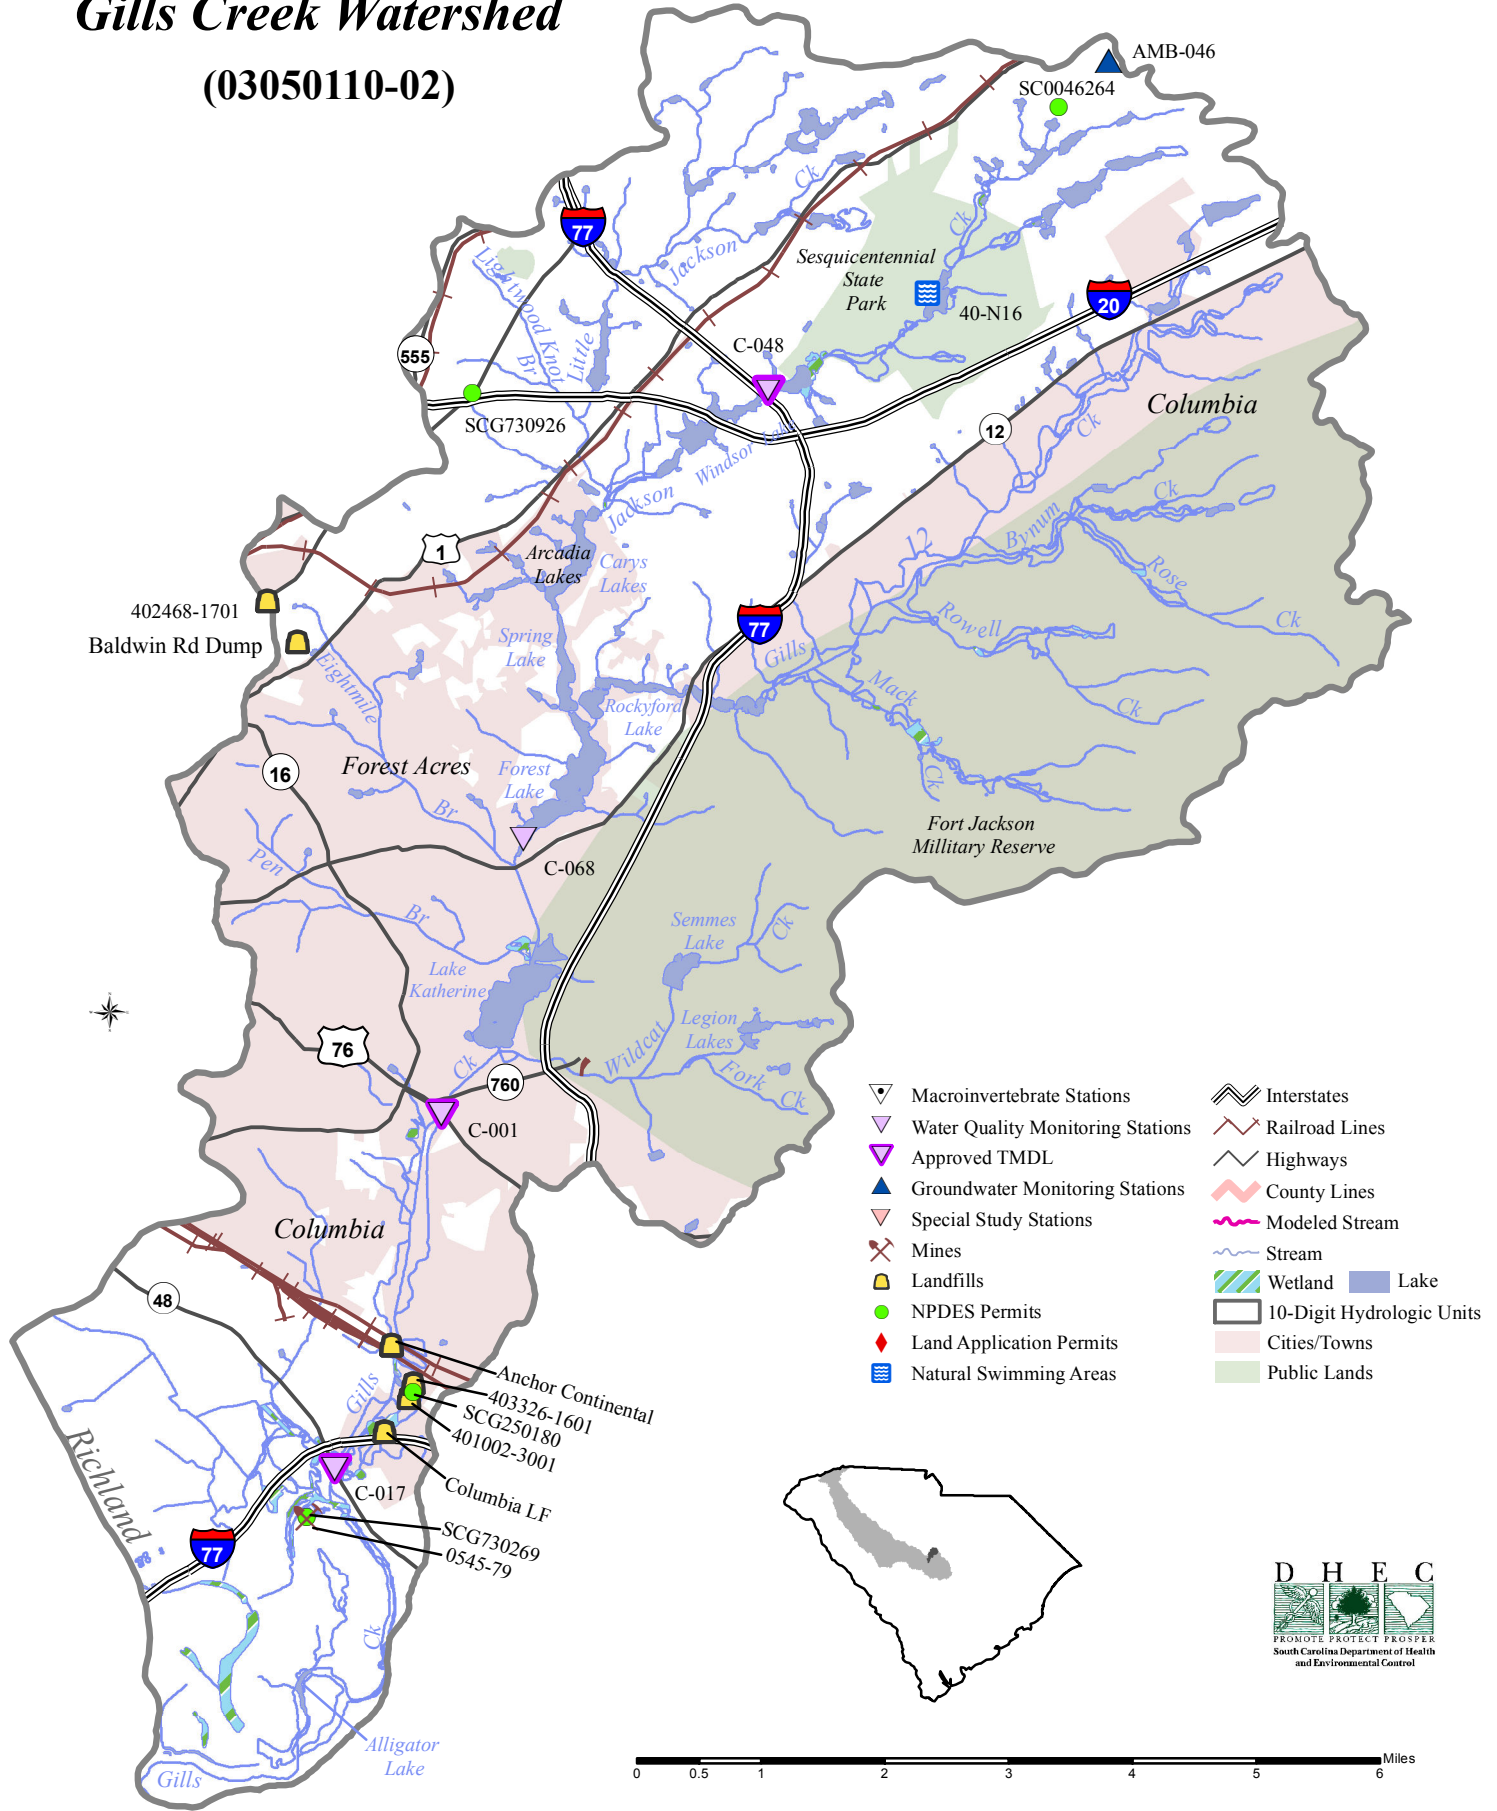 Gills Creek Watershed
(03050110-02)
AMB-046
SC0046264
77
Ck
Jackson
Ck
Sesquicentennial
State
Park
40-N16
20
Lightwood Knot
Br
Little
555
C-048
SCG730926
Columbia
12
Ck
Windsor Lake
Jackson
1
Arcadia
Lakes
Carys
Lakes
12
Bynum
Ck
Rose
Ck
402468-1701
Baldwin Rd Dump
Eightmile
Spring
Lake
77
Gills
Rowell
Ck
Mack
Ck
Rockyford
Lake
16
Forest Acres
Forest
Lake
Br
C-068
Fort Jackson
Millitary Reserve
Pen
Br
Semmes
Lake
Ck
Lake
Katherine
Legion
Lakes
Wildcat
Fork
Ck
76
Ck
760
C-001
Columbia
48
Gills
Anchor Continental
403326-1601
SCG250180
401002-3001
Columbia LF
C-017
SCG730269
0545-79
Richland
77
Ck
Alligator
Lake
Gills
Macroinvertebrate Stations
Water Quality Monitoring Stations
Approved TMDL
Groundwater Monitoring Stations
Special Study Stations
Mines
Landfills
NPDES Permits
Land Application Permits
Natural Swimming Areas
Interstates
Railroad Lines
Highways
County Lines
Modeled Stream
Stream
Wetland Lake
10-Digit Hydrologic Units
Cities/Towns
Public Lands
D H E C
PROMOTE PROTECT PROSPER
South Carolina Department of Health
and Environmental Control
Miles
0 0.5 1 2 3 4 5 6